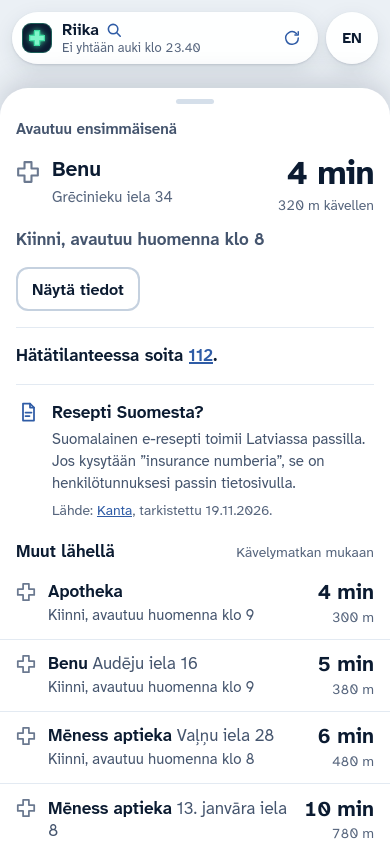 Riika
Ei yhtään auki klo 23.40
EN
Avautuu ensimmäisenä
Benu
4 min
Grēcinieku iela 34
320 m kävellen
Kiinni, avautuu huomenna klo 8
Näytä tiedot
Hätätilanteessa soita 112.
Resepti Suomesta?
Suomalainen e-resepti toimii Latviassa passilla.
Jos kysytään ”insurance numberia”, se on
henkilötunnuksesi passin tietosivulla.
Lähde: Kanta, tarkistettu 19.11.2026.
Muut lähellä
Kävelymatkan mukaan
Apotheka
4 min
Kiinni, avautuu huomenna klo 9
300 m
Benu Audēju iela 16
5 min
Kiinni, avautuu huomenna klo 9
380 m
Mēness aptieka Vaļņu iela 28
6 min
Kiinni, avautuu huomenna klo 8
480 m
Mēness aptieka 13. janvāra iela
10 min
8
780 m